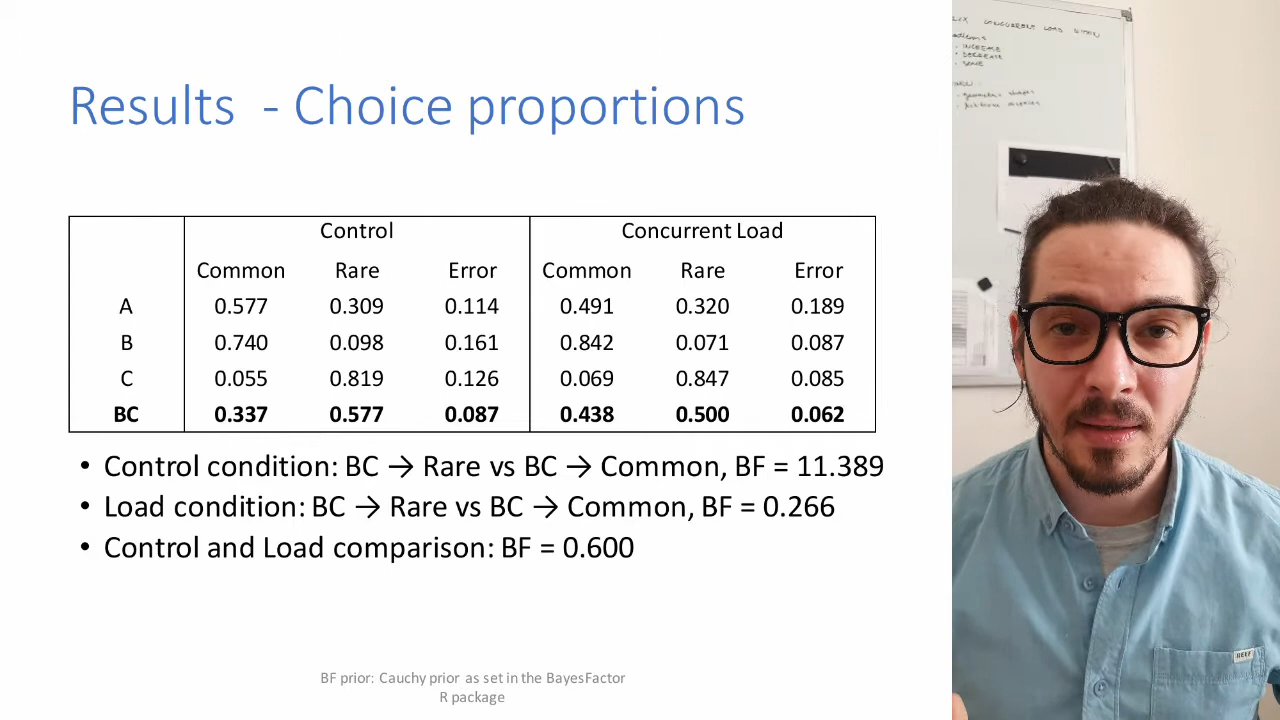 Results - Choice proportions
Control Concurrent Load
Common Rare Error Common Rare Error
A 0.577 0.309 0.114 0.491 0.320 0.189
B 0.740 0.098 0.161 0.842 0.071 0.087
C 0.055 0.819 0.126 0.069 0.847 0.085
BC 0.337 0.577 0.087 0.438 0.500 0.062
• Control condition: BC → Rare vs BC → Common, BF = 11.389
• Load condition: BC → Rare vs BC → Common, BF = 0.266
• Control and Load comparison: BF = 0.600
BF prior: Cauchy prior as set in the BayesFactor
R package
CONCURRENT LOAD
INCREASE
DECREASE
SAME